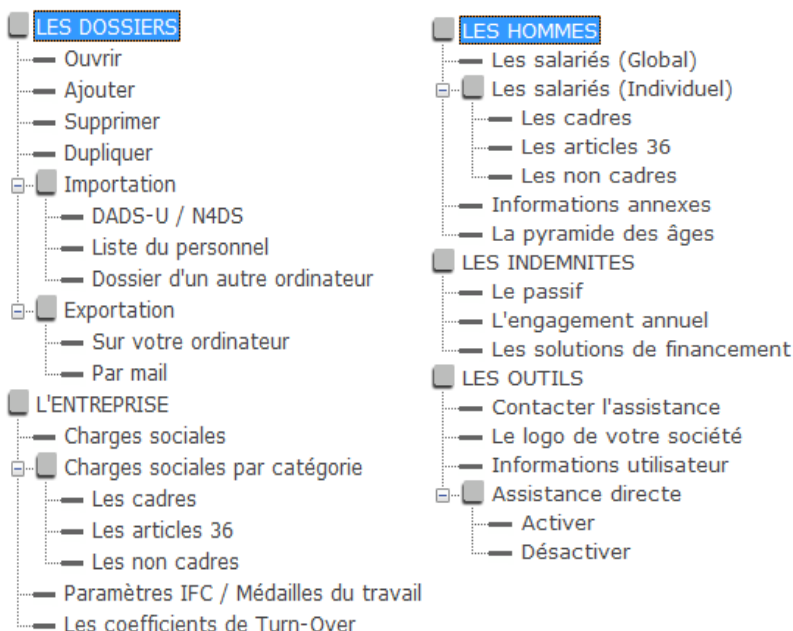 LES DOSSIERS
Ouvrir
Ajouter
Supprimer
Dupliquer
Importation
DADS-U / N4DS
Liste du personnel
Dossier d'un autre ordinateur
Exportation
Sur votre ordinateur
Par mail
L'ENTREPRISE
Charges sociales
Charges sociales par catégorie
Les cadres
Les articles 36
Les non cadres
Paramètres IFC / Médailles du travail
Les coefficients de Turn-Over
LES HOMMES
Les salariés (Global)
Les salariés (Individuel)
Les cadres
Les articles 36
Les non cadres
Informations annexes
La pyramide des âges
LES INDEMNITES
Le passif
L'engagement annuel
Les solutions de financement
LES OUTILS
Contacter l'assistance
Le logo de votre société
Informations utilisateur
Assistance directe
Activer
Désactiver